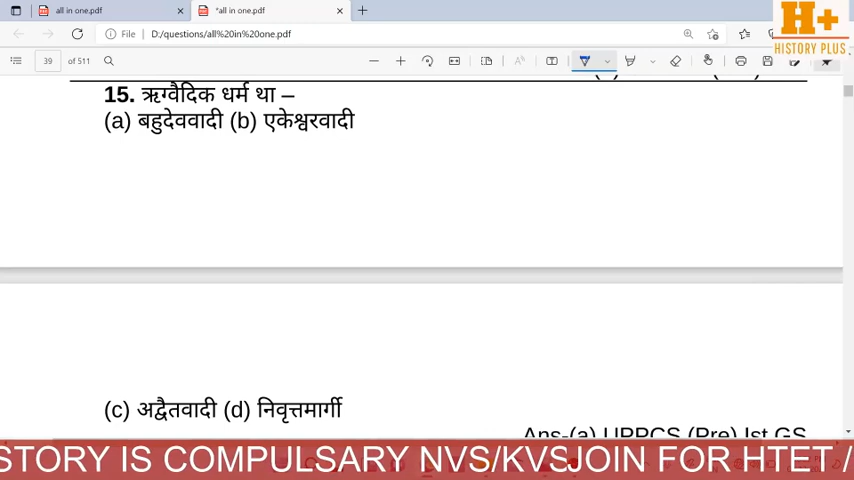 all in one.pdf
*all in one.pdf
File D:/questions/all%20in%20one.pdf
H+
HISTORY PLUS
39 of 511
15. ऋग्वैदिक धर्म था –
(a) बहुदेववादी (b) एकेश्वरवादी
(c) अद्वैतवादी (d) निवृत्तमार्गी
Ans-(a) UPPCS (Pre) Ist GS
STORY IS COMPULSARY NVS/KVSJOIN FOR HTET /